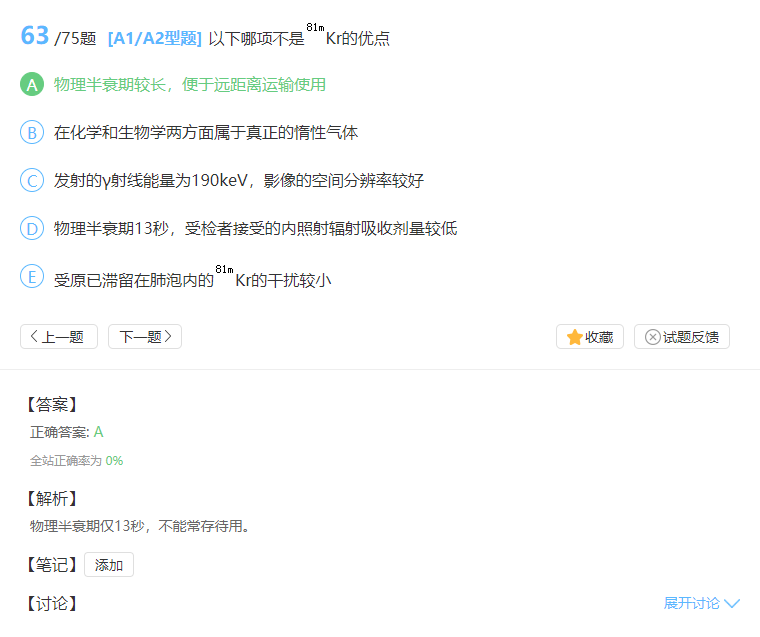 63 /75题 [A1/A2型题] 以下哪项不是81mKr的优点
A 物理半衰期较长，便于远距离运输使用
B 在化学和生物学两方面属于真正的惰性气体
C 发射的γ射线能量为190keV，影像的空间分辨率较好
D 物理半衰期13秒，受检者接受的内照射辐射吸收剂量较低
E 受原已滞留在肺泡内的81mKr的干扰较小
上一题 下一题 收藏 试题反馈
【答案】
正确答案: A
全站正确率为 0%
【解析】
物理半衰期仅13秒，不能常存待用。
【笔记】 添加
【讨论】 展开讨论